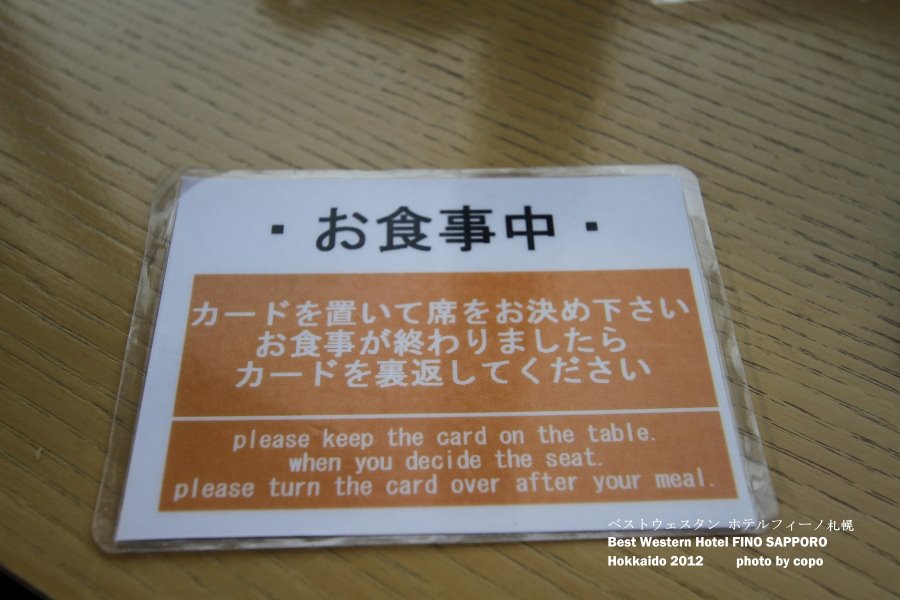 ・お食事中・
カードを置いて席をお決め下さい
お食事が終わりましたら
カードを裏返してください
please keep the card on the table.
when you decide the seat.
please turn the card over after your meal.
ベストウェスタン ホテルフィーノ札幌
Best Western Hotel FINO SAPPORO
Hokkaido 2012 photo by copo